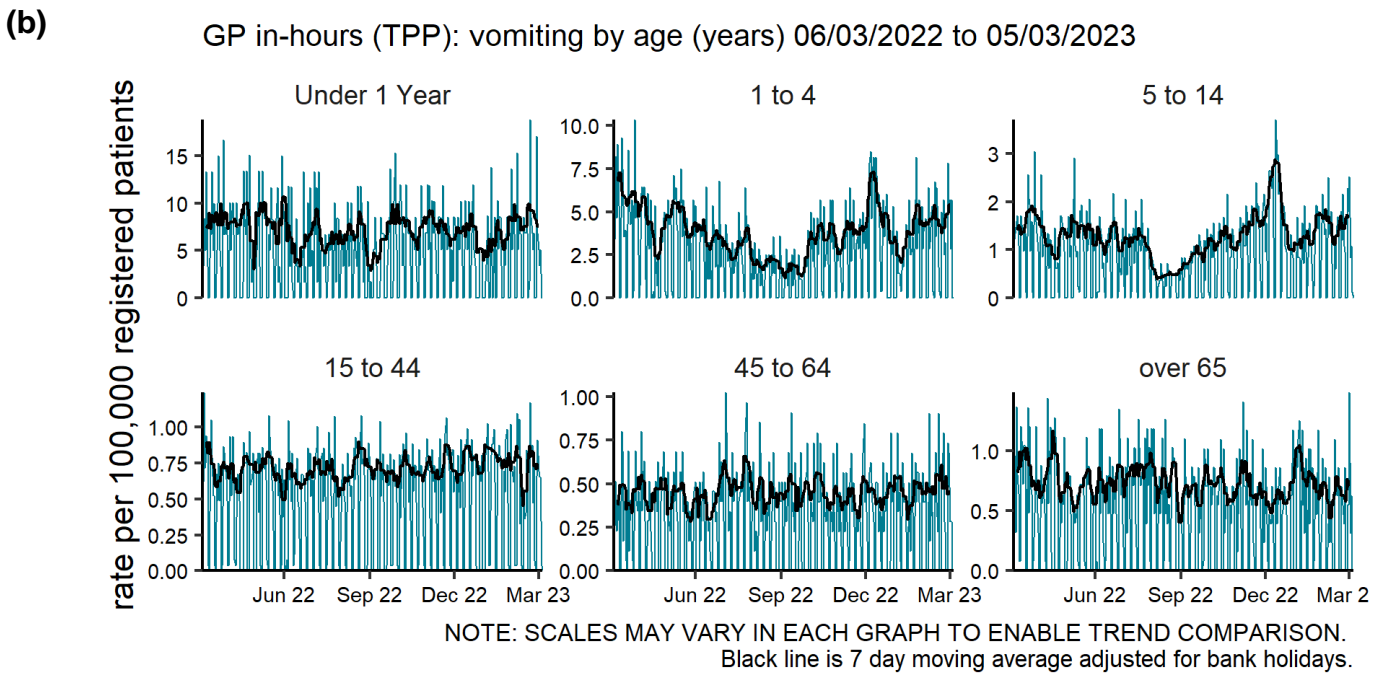 (b)
GP in-hours (TPP): vomiting by age (years) 06/03/2022 to 05/03/2023
rate per 100,000 registered patients
Under 1 Year
15
10
5
0
1 to 4
10.0
7.5
5.0
2.5
0.0
5 to 14
3
2
1
0
15 to 44
1.00
0.75
0.50
0.25
0.00
Jun 22 Sep 22 Dec 22 Mar 23
45 to 64
1.00
0.75
0.50
0.25
0.00
Jun 22 Sep 22 Dec 22 Mar 23
over 65
1.0
0.5
0.0
Jun 22 Sep 22 Dec 22 Mar 2
NOTE: SCALES MAY VARY IN EACH GRAPH TO ENABLE TREND COMPARISON.
Black line is 7 day moving average adjusted for bank holidays.